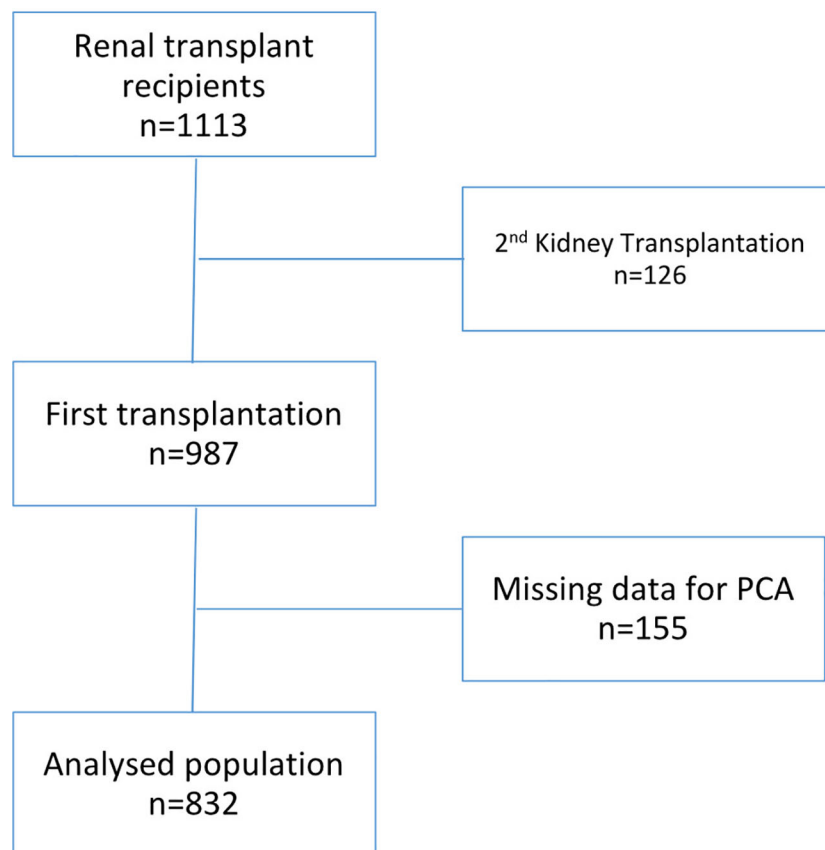 Renal transplant
recipients
n=1113
2nd Kidney Transplantation
n=126
First transplantation
n=987
Missing data for PCA
n=155
Analysed population
n=832